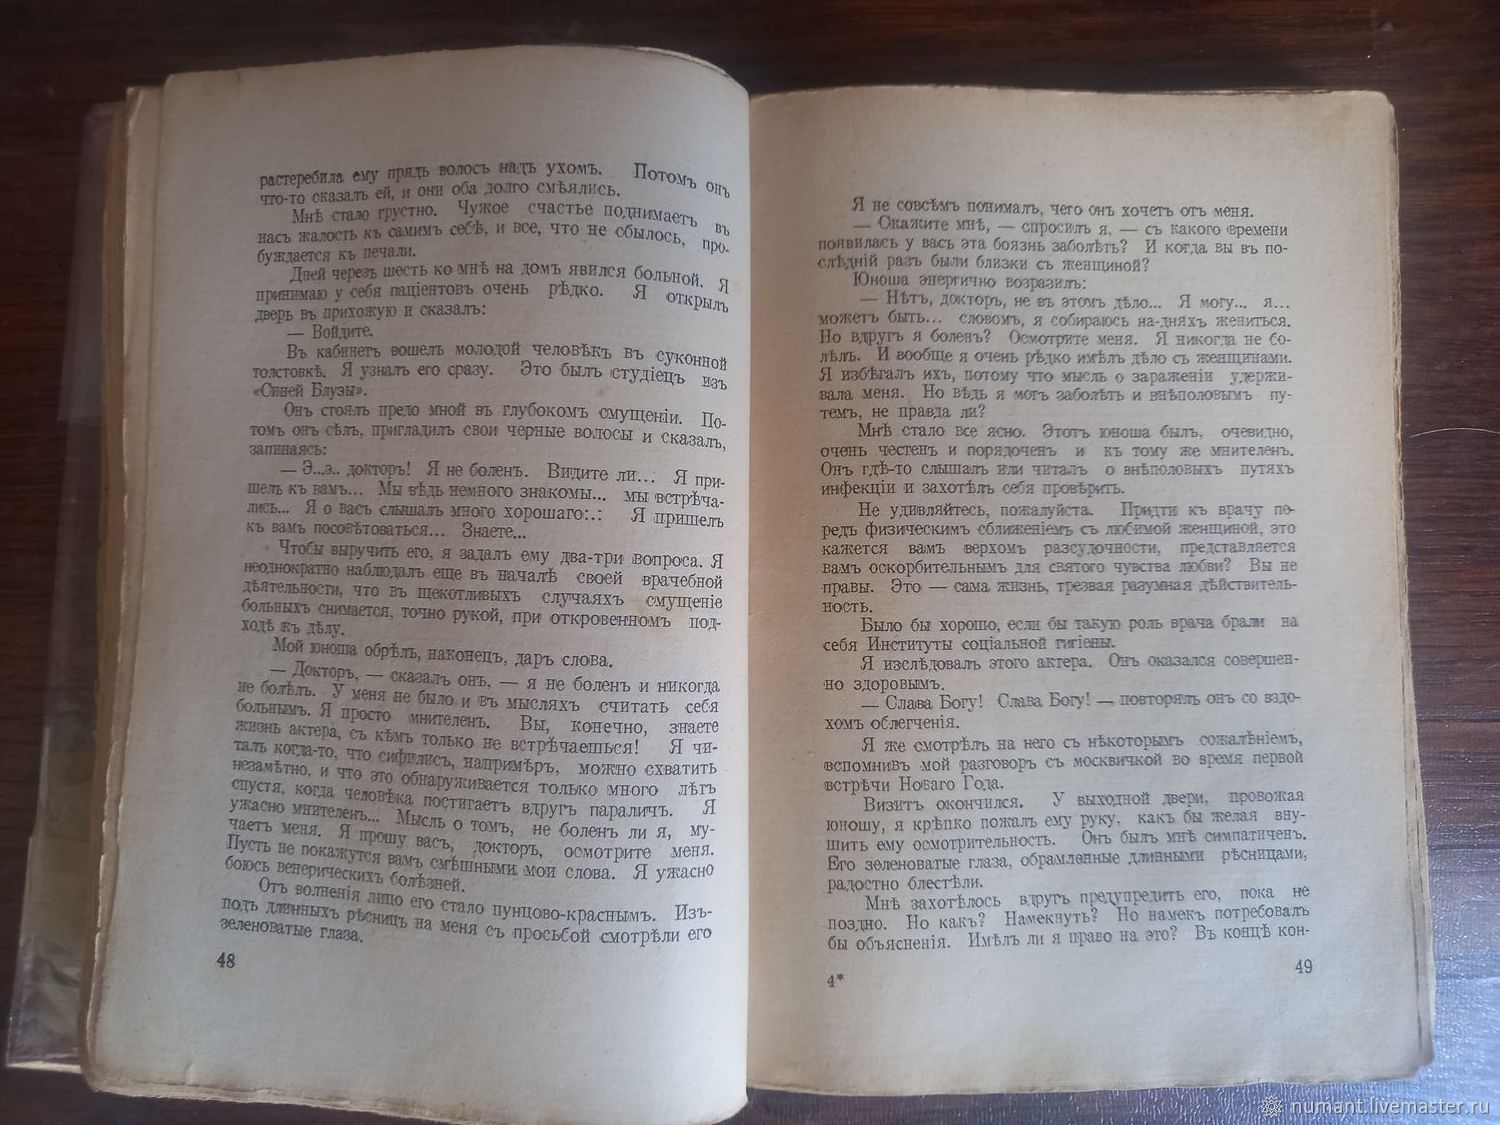 растеребила ему прядь волосъ надъ ухомъ. Потомъ онъ
что-то сказалъ ей, и они оба долго смѣялись.
Мнѣ стало грустно. Чужое счастье поднимаетъ въ
насъ жалость къ самимъ себѣ, и все, что не сбылось, про-
буждается къ печали.
Дней черезъ шесть ко мнѣ на домъ явился больной. Я
принимаю у себя паціентовъ очень рѣдко. Я открылъ
дверь въ прихожую и сказалъ:
— Войдите.
Въ кабинетъ вошелъ молодой человѣкъ въ суконной
толстовкѣ. Я узналъ его сразу. Это былъ студіецъ изъ
«Синей Блузы».
Онъ стоялъ предо мной въ глубокомъ смущеніи. По-
томъ онъ сѣлъ, пригладилъ свои черные волосы и сказалъ,
запинаясь:
— Э..э.. докторъ! Я не боленъ. Видите ли... Я при-
шелъ къ вамъ... Мы вѣдь немного знакомы... мы встрѣча-
лись... Я о васъ слышалъ много хорошаго... Я пришелъ
къ вамъ посовѣтоваться... Знаете...
Чтобы выручить его, я задалъ ему два-три вопроса. Я
неоднократно наблюдалъ еще въ началѣ своей врачебной
дѣятельности, что въ щекотливыхъ случаяхъ смущеніе
больныхъ снимается, точно рукой, при откровенномъ под-
ходѣ къ дѣлу.
Мой юноша обрѣлъ, наконецъ, даръ слова.
— Докторъ, — сказалъ онъ, — я не боленъ и никогда
не болѣлъ. У меня не было и въ мысляхъ считать себя
больнымъ. Я просто мнителенъ. Вы, конечно, знаете
жизнь актера, съ кѣмъ только не встрѣчаешься! Я чи-
талъ когда-то, что сифилисъ, напримѣръ, можно схватить
незамѣтно, и что это обнаруживается только много лѣтъ
спустя, когда человѣка постигаетъ вдругъ параличъ. Я
ужасно мнителенъ... Мысль о томъ, не боленъ ли я, му-
чаетъ меня. Я прошу васъ, докторъ, осмотрите меня.
Пусть не покажутся вамъ смѣшными мои слова. Я ужасно
боюсь венерическихъ болѣзней.
Отъ волненія лицо его стало пунцово-краснымъ. Изъ-
подъ длинныхъ рѣсницъ на меня съ просьбой смотрѣли его
зеленоватые глаза.
48
Я не совсѣмъ понималъ, чего онъ хочетъ отъ меня.
— Скажите мнѣ, — спросилъ я, — съ какого времени
появилась у васъ эта боязнь заболѣть? И когда вы въ по-
слѣдній разъ были близки съ женщиной?
Юноша энергично возразилъ:
— Нѣтъ, докторъ, не въ этомъ дѣло... Я могу... я...
можетъ быть... словомъ, я собираюсь на-дняхъ жениться.
Но вдругъ я боленъ? Осмотрите меня. Я никогда не бо-
лѣлъ. И вообще я очень рѣдко имѣлъ дѣло съ женщинами.
Я избѣгалъ ихъ, потому что мысль о зараженіи удержи-
вала меня. Но вѣдь я могъ заболѣть и внѣполовымъ пу-
темъ, не правда ли?
Мнѣ стало все ясно. Этотъ юноша былъ, очевидно,
очень честенъ и порядоченъ и къ тому же мнителенъ.
Онъ гдѣ-то слышалъ или читалъ о внѣполовыхъ путяхъ
инфекціи и захотѣлъ себя провѣрить.
Не удивляйтесь, пожалуйста. Придти къ врачу пе-
редъ физическимъ сближеніемъ съ любимой женщиной, это
кажется вамъ верхомъ разсудочности, представляется
вамъ оскорбительнымъ для святого чувства любви? Вы не
правы. Это — сама жизнь, трезвая разумная дѣйствитель-
ность.
Было бы хорошо, если бы такую роль врача брали на
себя Институты соціальной гигіены.
Я изслѣдовалъ этого актера. Онъ оказался совершен-
но здоровымъ.
— Слава Богу! Слава Богу! — повторялъ онъ со вздо-
хомъ облегченія.
Я же смотрѣлъ на него съ нѣкоторымъ сожалѣніемъ,
вспомнивъ мой разговоръ съ москвичкой во время первой
встрѣчи Новаго Года.
Визитъ окончился. У выходной двери, провожая
юношу, я крѣпко пожалъ ему руку, какъ бы желая вну-
шить ему осмотрительность. Онъ былъ мнѣ симпатиченъ.
Его зеленоватые глаза, обрамленные длинными рѣсницами,
радостно блестѣли.
Мнѣ захотѣлось вдругъ предупредить его, пока не
поздно. Но какъ? Намекнуть? Но намекъ потребовалъ
бы объясненія. Имѣлъ ли я право на это? Въ концѣ кон-
4*
49
numant.livemaster.ru